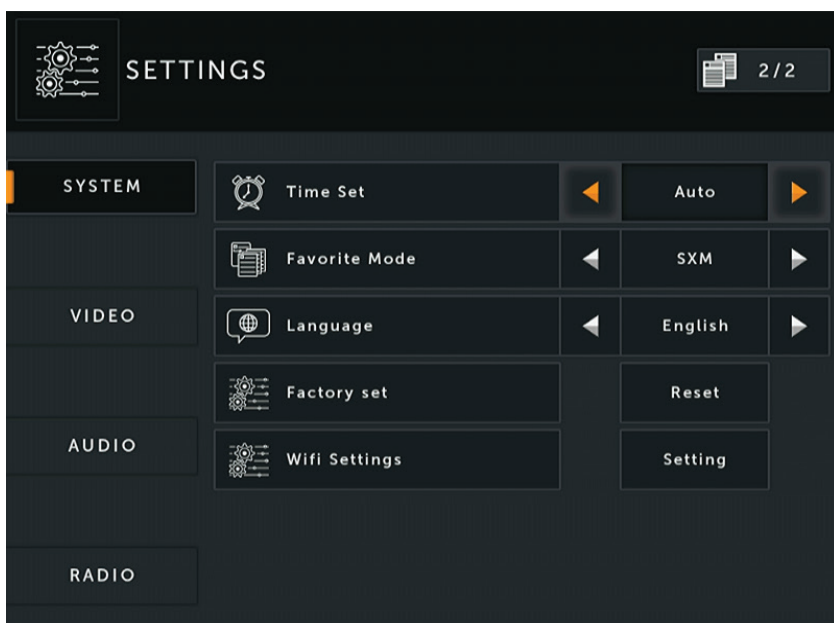 SETTINGS
2/2
SYSTEM
VIDEO
AUDIO
RADIO
Time Set
Auto
Favorite Mode
SXM
Language
English
Factory set
Reset
Wifi Settings
Setting